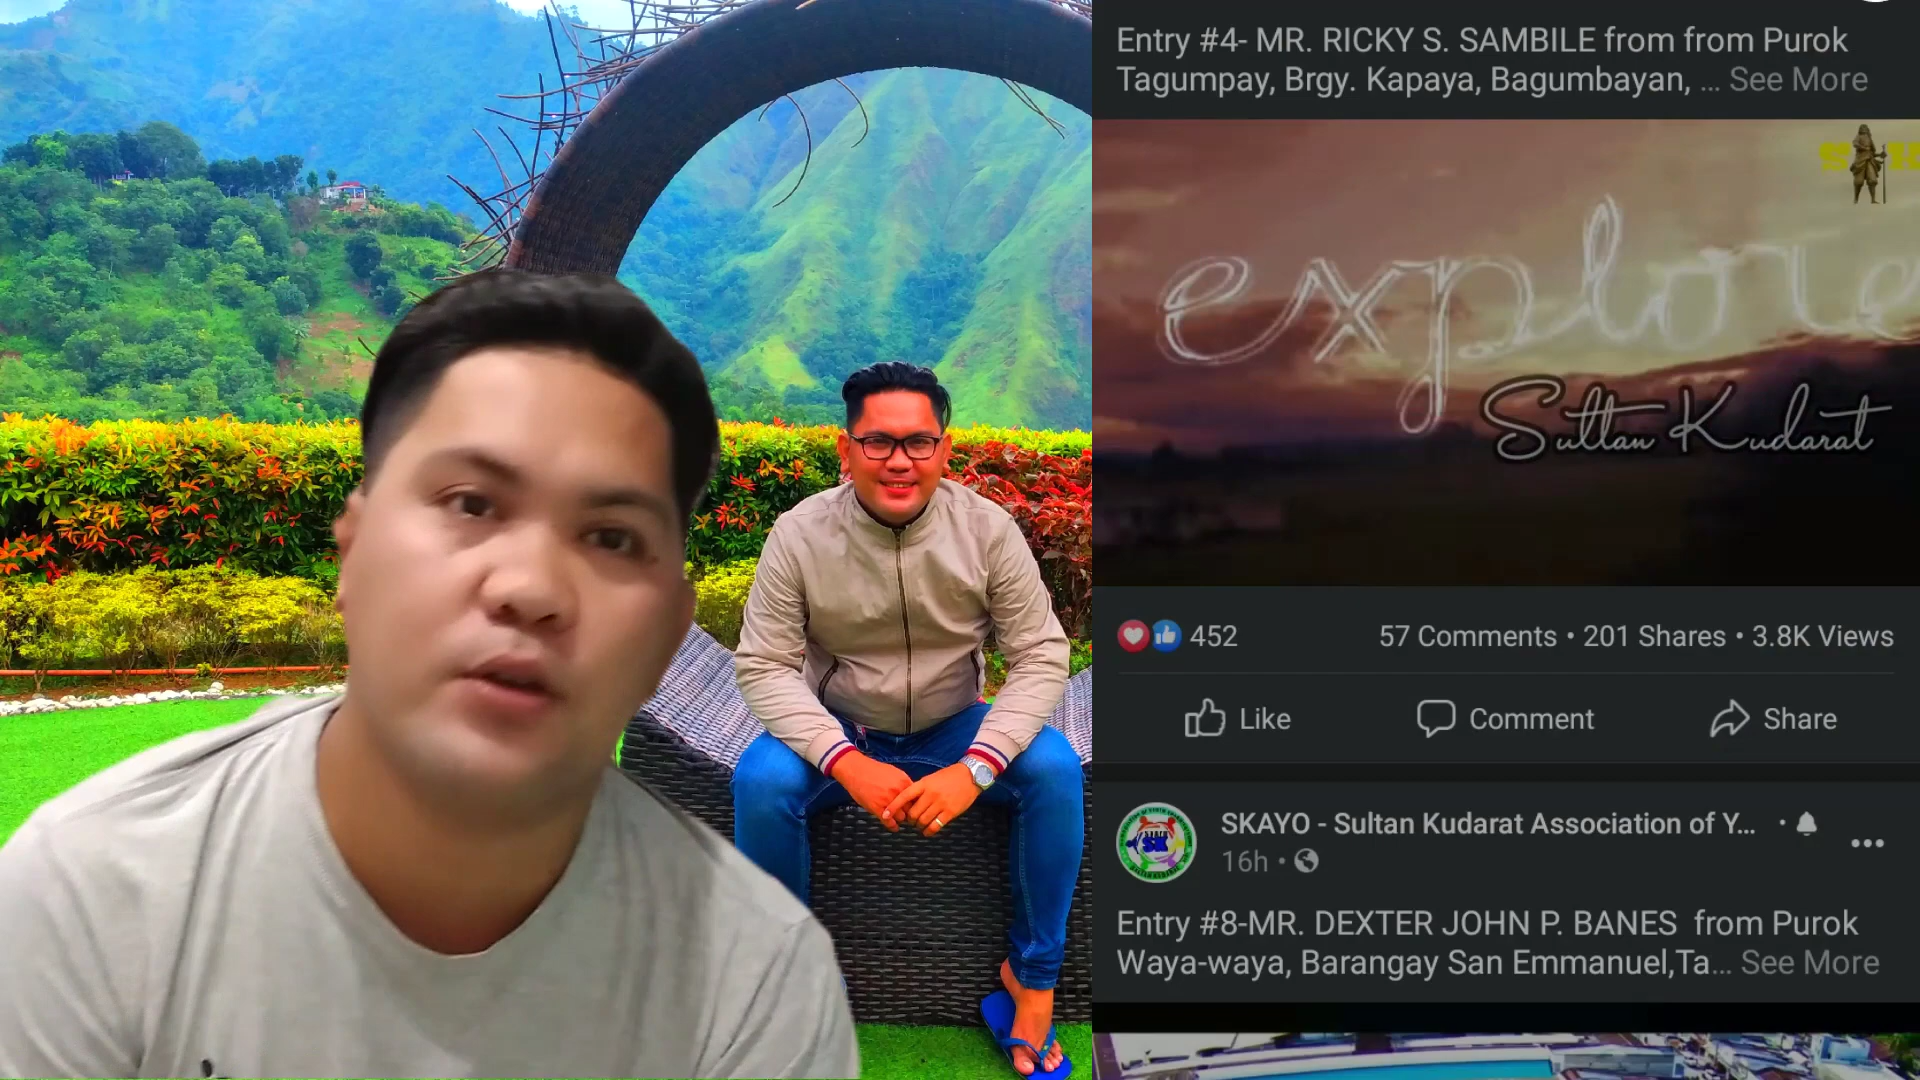 Entry #4- MR. RICKY S. SAMBILE from from Purok
Tagumpay, Brgy. Kapaya, Bagumbayan, ... See More
explore
Sultan Kudarat
452
57 Comments • 201 Shares • 3.8K Views
Like
Comment
Share
SKAYO - Sultan Kudarat Association of Y...
16h
Entry #8-MR. DEXTER JOHN P. BANES from Purok
Waya-waya, Barangay San Emmanuel,Ta... See More